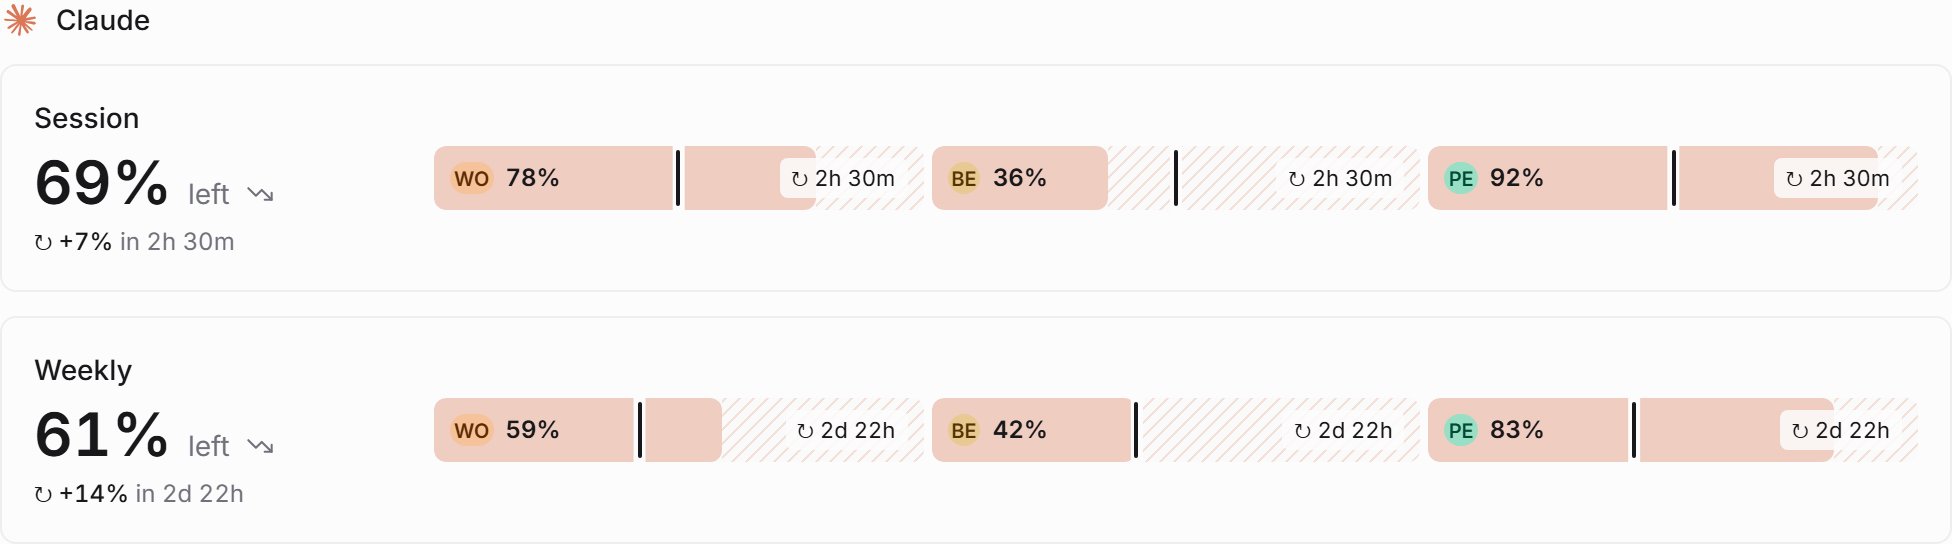 Claude
Session
69% left
↻ +7% in 2h 30m
WO 78% ↻ 2h 30m
BE 36% ↻ 2h 30m
PE 92% ↻ 2h 30m
Weekly
61% left
↻ +14% in 2d 22h
WO 59% ↻ 2d 22h
BE 42% ↻ 2d 22h
PE 83% ↻ 2d 22h